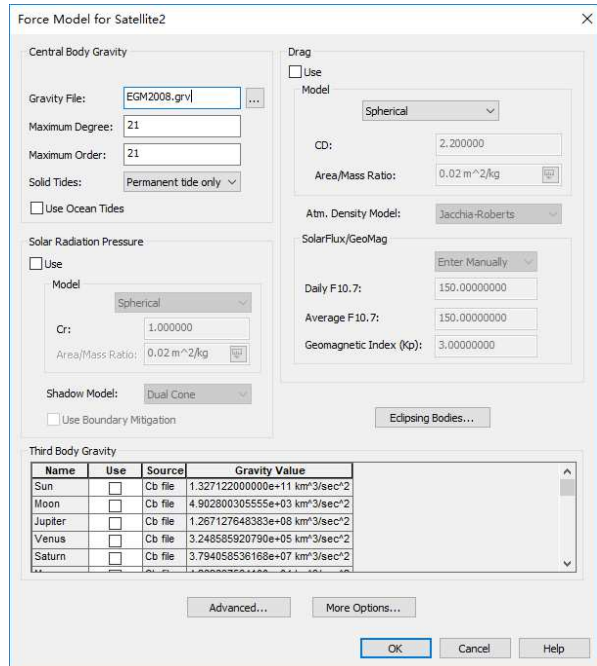 Force Model for Satellite2
Central Body Gravity
Gravity File: EGM2008.grv ...
Maximum Degree: 21
Maximum Order: 21
Solid Tides: Permanent tide only
Use Ocean Tides
Solar Radiation Pressure
Use
Model
Spherical
Cr: 1.000000
Area/Mass Ratio: 0.02 m^2/kg
Shadow Model: Dual Cone
Use Boundary Mitigation
Drag
Use
Model
Spherical
CD: 2.200000
Area/Mass Ratio: 0.02 m^2/kg
Atm. Density Model: Jacchia-Roberts
SolarFlux/GeoMag
Enter Manually
Daily F10.7: 150.00000000
Average F10.7: 150.00000000
Geomagnetic Index (Kp): 3.00000000
Eclipsing Bodies...
Third Body Gravity
Name Use Source Gravity Value
Sun Cb file 1.327122000000e+11 km^3/sec^2
Moon Cb file 4.902800305555e+03 km^3/sec^2
Jupiter Cb file 1.267127648383e+08 km^3/sec^2
Venus Cb file 3.248585920790e+05 km^3/sec^2
Saturn Cb file 3.794058536168e+07 km^3/sec^2
Advanced... More Options...
OK Cancel Help